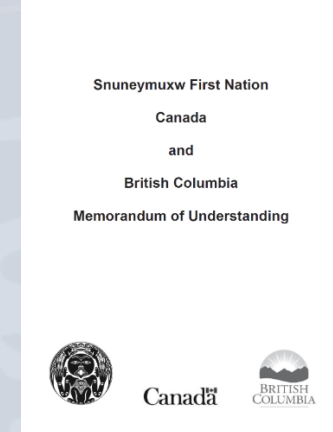 Snuneymuxw First Nation
Canada
and
British Columbia
Memorandum of Understanding
Canada
BRITISH
COLUMBIA